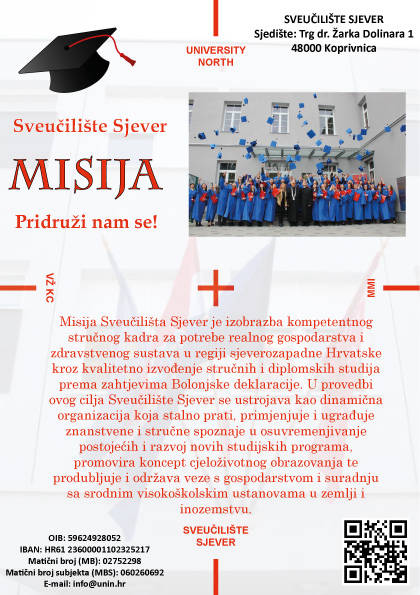 SVEUČILIŠTE SJEVER
Sjedište: Trg dr. Žarka Dolinara 1
48000 Koprivnica
UNIVERSITY
NORTH
Sveučilište Sjever
MISIJA
Pridruži nam se!
VŽ KC
MMI
Misija Sveučilišta Sjever je izobrazba kompetentnog
stručnog kadra za potrebe realnog gospodarstva i
zdravstvenog sustava u regiji sjeverozapadne Hrvatske
kroz kvalitetno izvođenje stručnih i diplomskih studija
prema zahtjevima Bolonjske deklaracije. U provedbi
ovog cilja Sveučilište Sjever se ustrojava kao dinamična
organizacija koja stalno prati, primjenjuje i ugrađuje
znanstvene i stručne spoznaje u osuvremenjivanje
postojećih i razvoj novih studijskih programa,
promovira koncept cjeloživotnog obrazovanja te
produbljuje i održava veze s gospodarstvom i suradnju
sa srodnim visokoškolskim ustanovama u zemlji i
inozemstvu.
SVEUČILIŠTE
SJEVER
OIB: 59624928052
IBAN: HR61 23600001102325217
Matični broj (MB): 02752298
Matični broj subjekta (MBS): 060260692
E-mail: info@unin.hr